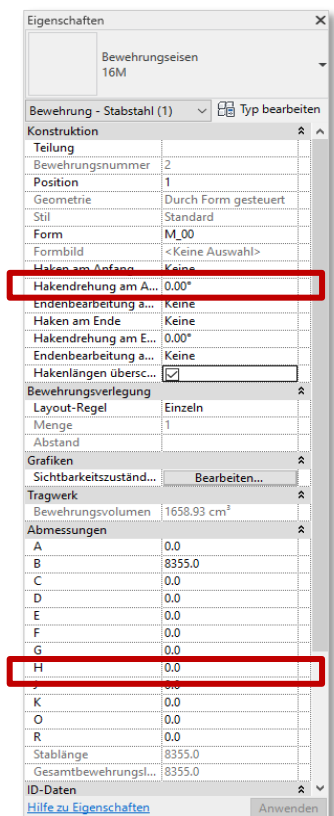 Eigenschaften
Bewehrungseisen
16M
Bewehrung - Stabstahl (1) Typ bearbeiten
Konstruktion
Teilung
Bewehrungsnummer 2
Position 1
Geometrie Durch Form gesteuert
Stil Standard
Form M_00
Formbild <Keine Auswahl>
Haken am Anfang Keine
Hakendrehung am A... 0.00°
Endenbearbeitung a... Keine
Haken am Ende Keine
Hakendrehung am E... 0.00°
Endenbearbeitung a... Keine
Hakenlängen übersc...
Bewehrungsverlegung
Layout-Regel Einzeln
Menge 1
Abstand
Grafiken
Sichtbarkeitszuständ... Bearbeiten...
Tragwerk
Bewehrungsvolumen 1658.93 cm³
Abmessungen
A 0.0
B 8355.0
C 0.0
D 0.0
E 0.0
F 0.0
G 0.0
H 0.0
J 0.0
K 0.0
O 0.0
R 0.0
Stablänge 8355.0
Gesamtbewehrungsl... 8355.0
ID-Daten
Hilfe zu Eigenschaften Anwenden